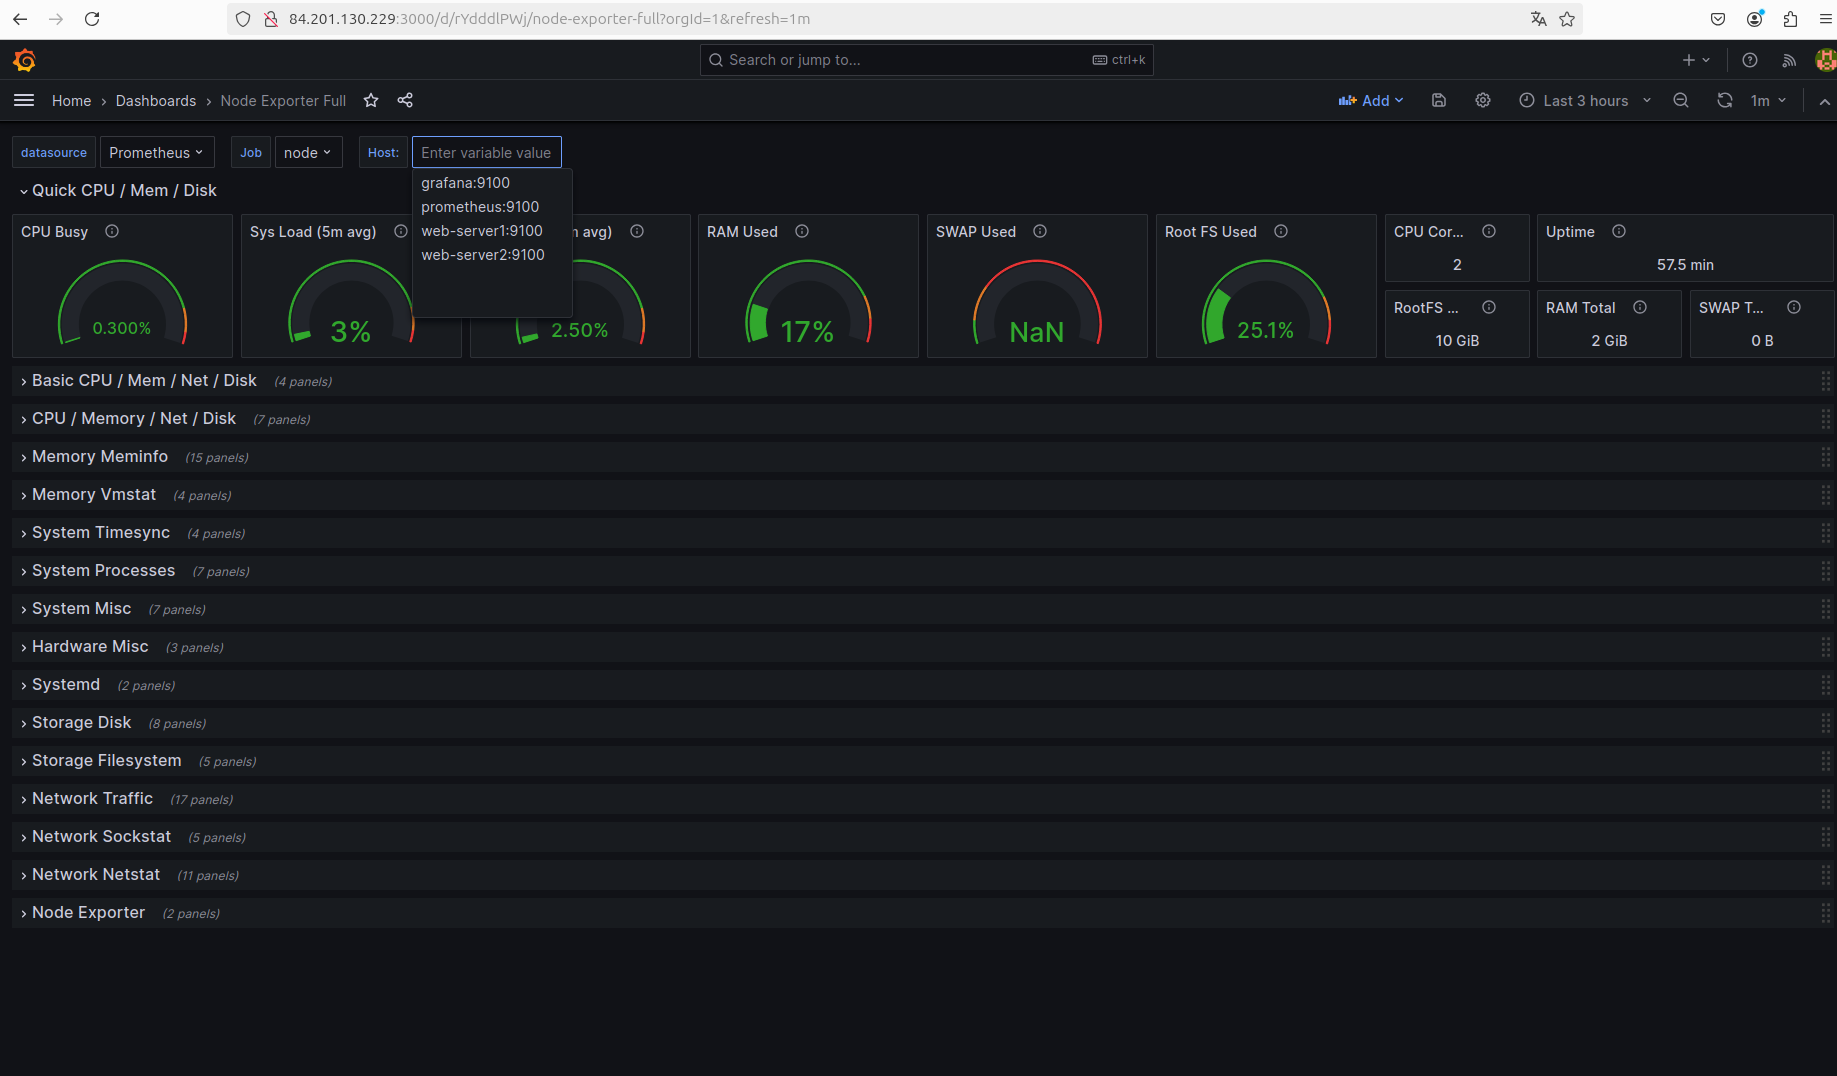 84.201.130.229:3000/d/rYdddlPWj/node-exporter-full?orgId=1&refresh=1m
Search or jump to...
ctrl+k
Home › Dashboards › Node Exporter Full
Add
Last 3 hours
1m
datasource Prometheus Job node Host: Enter variable value
grafana:9100
prometheus:9100
web-server1:9100
web-server2:9100
Quick CPU / Mem / Disk
CPU Busy
0.300%
Sys Load (5m avg)
3%
m avg)
2.50%
RAM Used
17%
SWAP Used
NaN
Root FS Used
25.1%
CPU Cor...
2
Uptime
57.5 min
RootFS ...
10 GiB
RAM Total
2 GiB
SWAP T...
0 B
Basic CPU / Mem / Net / Disk (4 panels)
CPU / Memory / Net / Disk (7 panels)
Memory Meminfo (15 panels)
Memory Vmstat (4 panels)
System Timesync (4 panels)
System Processes (7 panels)
System Misc (7 panels)
Hardware Misc (3 panels)
Systemd (2 panels)
Storage Disk (8 panels)
Storage Filesystem (5 panels)
Network Traffic (17 panels)
Network Sockstat (5 panels)
Network Netstat (11 panels)
Node Exporter (2 panels)